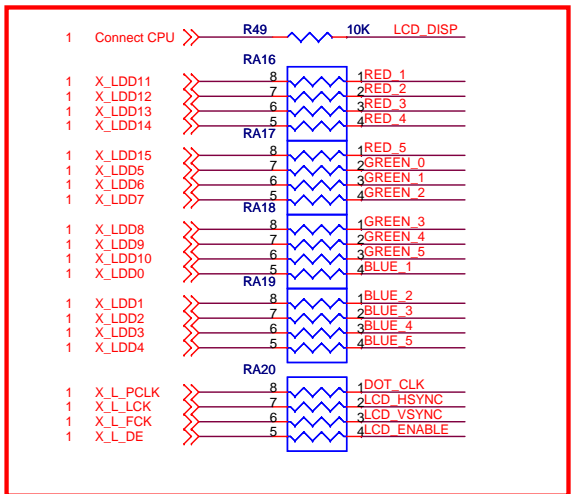 1 Connect CPU R49 10K LCD_DISP
RA16
1 X_LDD11 8 1 RED_1
1 X_LDD12 7 2 RED_2
1 X_LDD13 6 3 RED_3
1 X_LDD14 5 4 RED_4
RA17
1 X_LDD15 8 1 RED_5
1 X_LDD5 7 2 GREEN_0
1 X_LDD6 6 3 GREEN_1
1 X_LDD7 5 4 GREEN_2
RA18
1 X_LDD8 8 1 GREEN_3
1 X_LDD9 7 2 GREEN_4
1 X_LDD10 6 3 GREEN_5
1 X_LDD0 5 4 BLUE_1
RA19
1 X_LDD1 8 1 BLUE_2
1 X_LDD2 7 2 BLUE_3
1 X_LDD3 6 3 BLUE_4
1 X_LDD4 5 4 BLUE_5
RA20
1 X_L_PCLK 8 1 DOT_CLK
1 X_L_LCK 7 2 LCD_HSYNC
1 X_L_FCK 6 3 LCD_VSYNC
1 X_L_DE 5 4 LCD_ENABLE